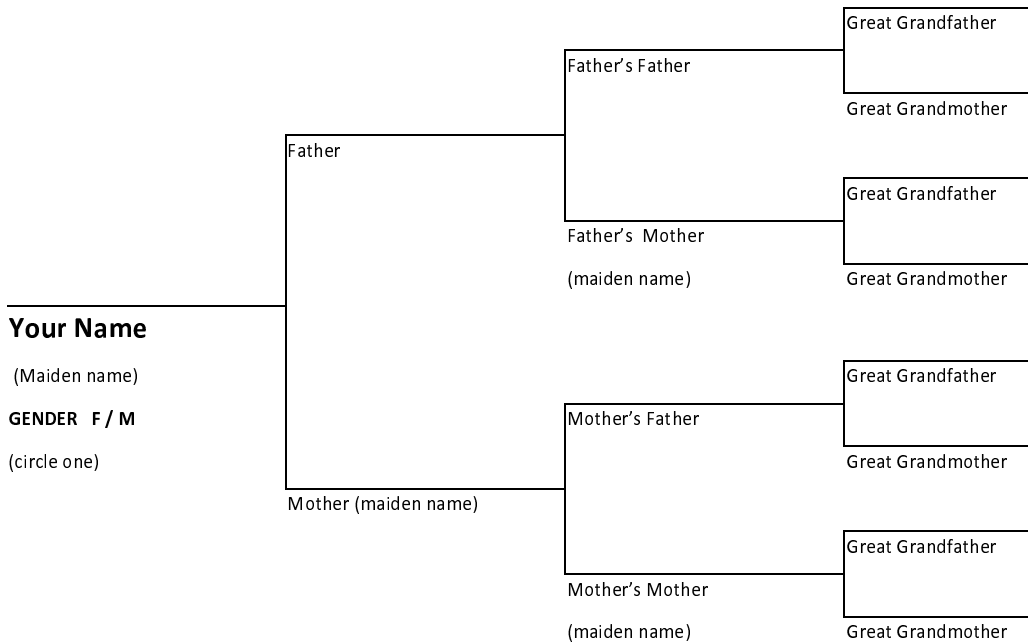 Great Grandfather
Father's Father
Great Grandmother
Father
Great Grandfather
Father's  Mother
(maiden name)
Great Grandmother
Your Name
(Maiden name)
GENDER   F / M
(circle one)
Great Grandfather
Mother's Father
Great Grandmother
Mother (maiden name)
Great Grandfather
Mother's Mother
(maiden name)
Great Grandmother